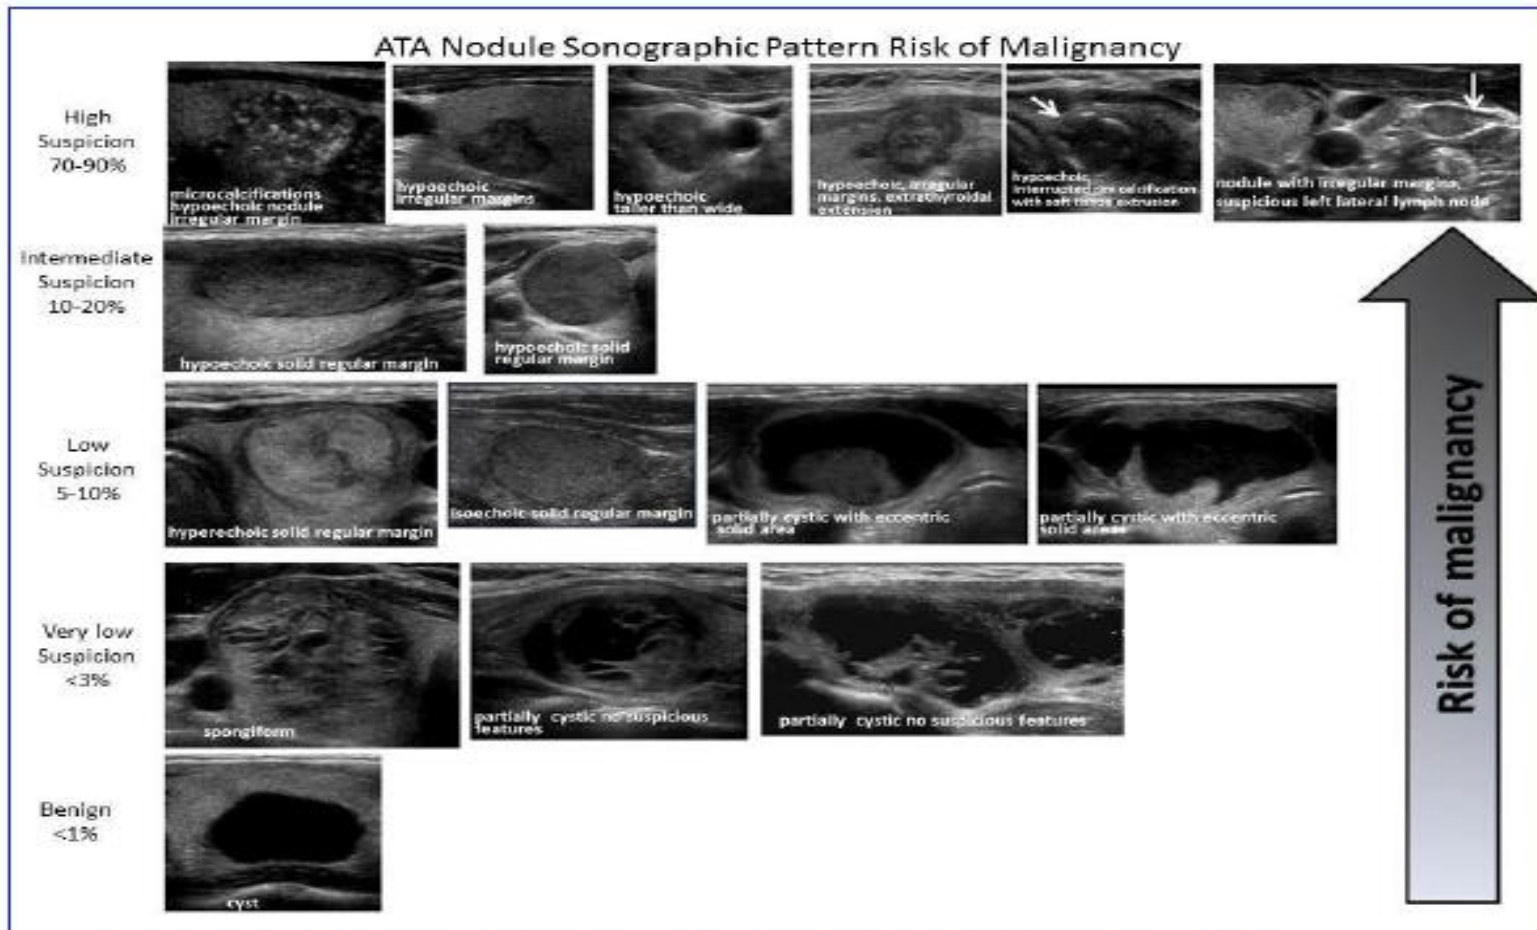 ATA Nodule Sonographic Pattern Risk of Malignancy
High
Suspicion
70-90%
microcalcifications
hypoechoic nodule
irregular margin
hypoechoic
irregular margins
hypoechoic
taller than wide
hypoechoic, irregular
margins, extrathyroidal
extension
hypoechoic,
interrupted rim calcification
with soft tissue extrusion
nodule with irregular margins,
suspicious left lateral lymph node
Intermediate
Suspicion
10-20%
hypoechoic solid regular margin
hypoechoic solid
regular margin
Low
Suspicion
5-10%
hyperechoic solid regular margin
isoechoic solid regular margin
partially cystic with eccentric
solid area
partially cystic with eccentric
solid areas
Very low
Suspicion
<3%
spongiform
partially cystic no suspicious
features
partially cystic no suspicious features
Benign
<1%
cyst
Risk of malignancy